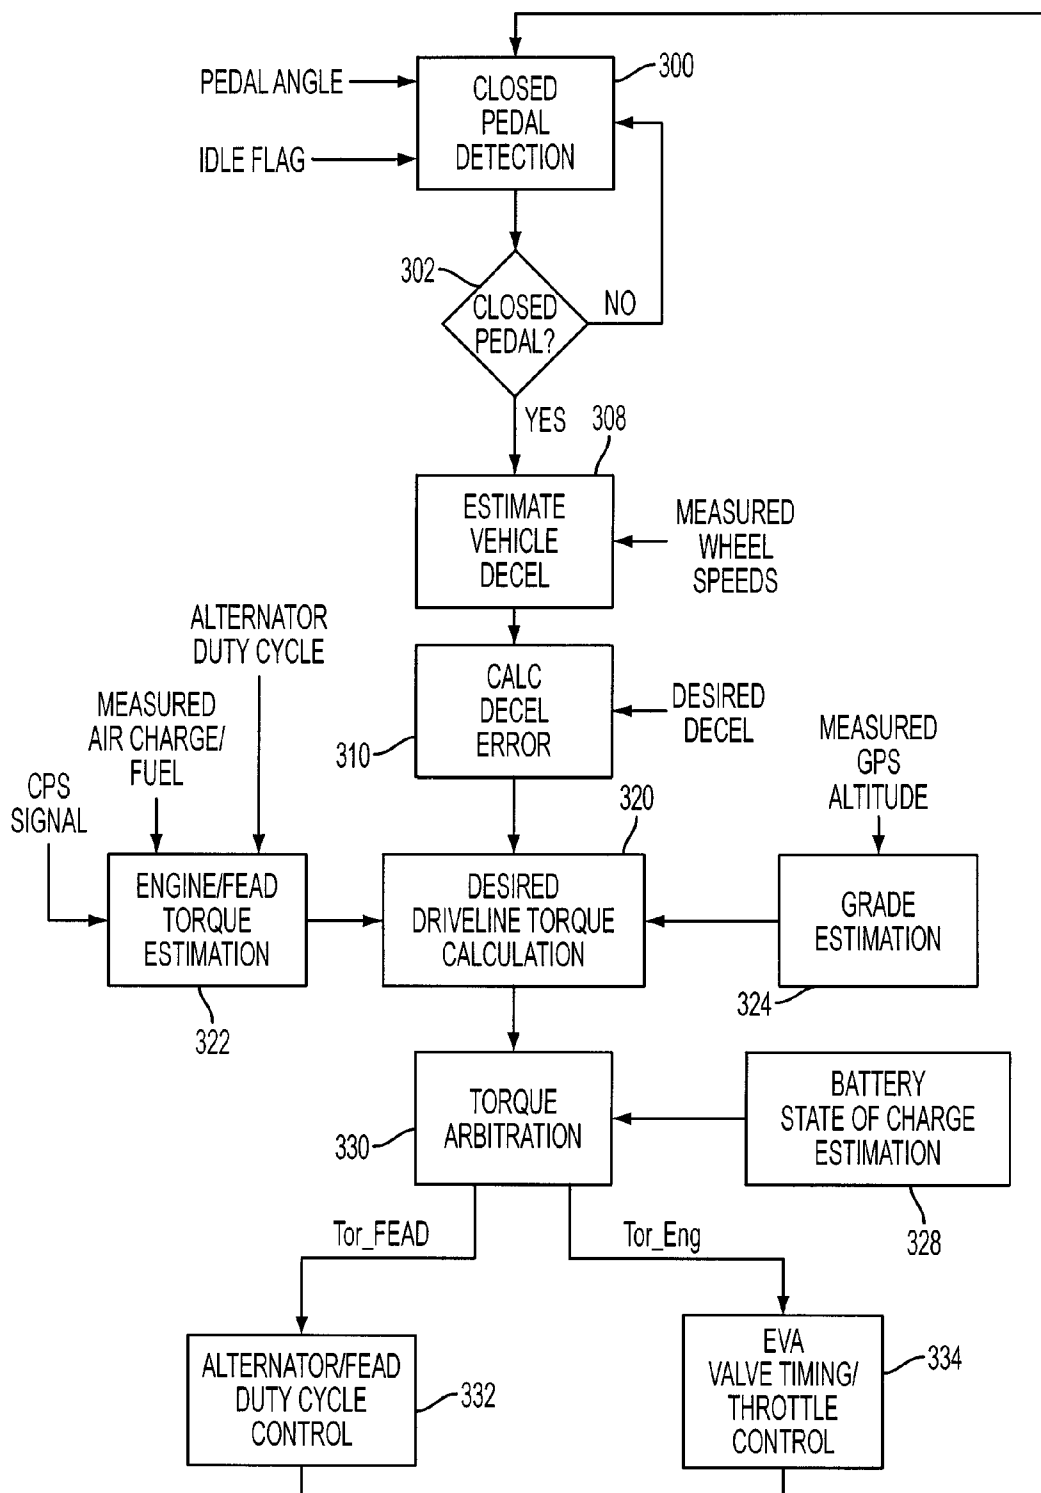 300
PEDAL ANGLE
CLOSED
PEDAL
DETECTION
IDLE FLAG
302
CLOSED
PEDAL?
NO
YES
308
ESTIMATE
VEHICLE
DECEL
MEASURED
WHEEL
SPEEDS
ALTERNATOR
DUTY CYCLE
CALC
DECEL
ERROR
310
DESIRED
DECEL
MEASURED
AIR CHARGE/
FUEL
MEASURED
GPS
ALTITUDE
CPS
SIGNAL
320
ENGINE/FEAD
TORQUE
ESTIMATION
322
DESIRED
DRIVELINE TORQUE
CALCULATION
GRADE
ESTIMATION
324
TORQUE
ARBITRATION
330
BATTERY
STATE OF CHARGE
ESTIMATION
328
Tor_FEAD
Tor_Eng
ALTERNATOR/FEAD
DUTY CYCLE
CONTROL
332
EVA
VALVE TIMING/
THROTTLE
CONTROL
334